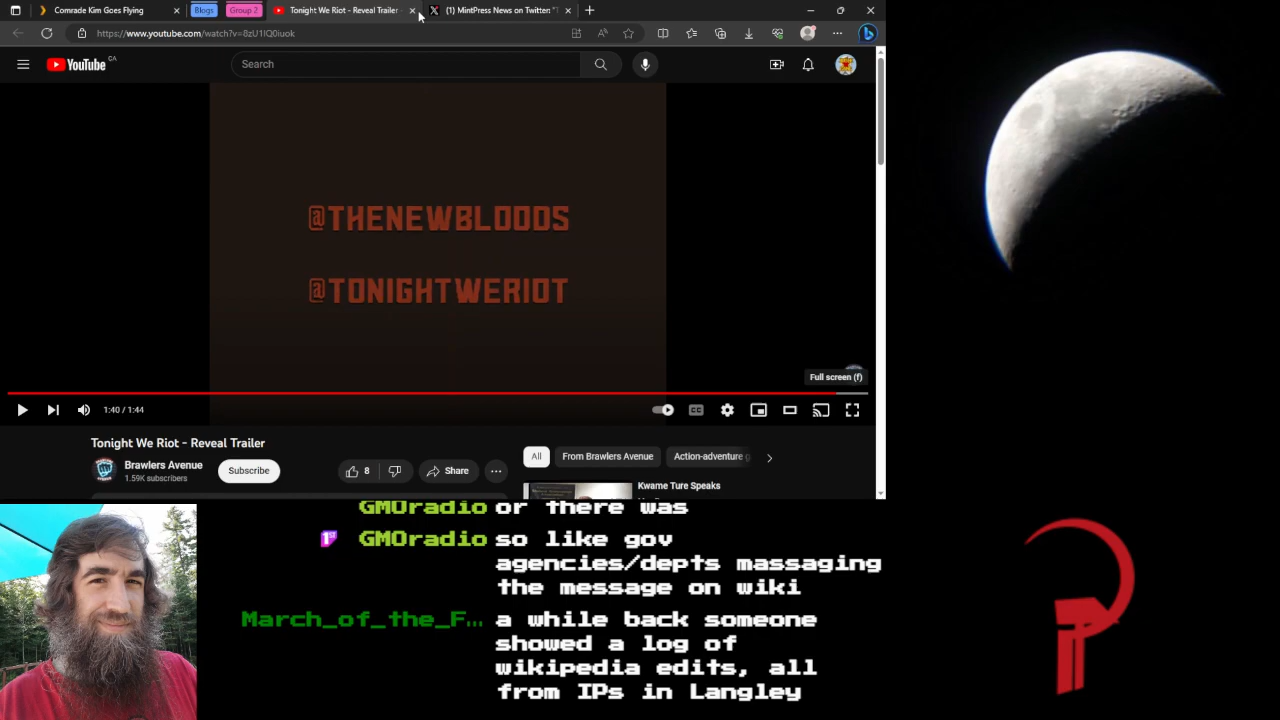 Comrade Kim Goes Flying
Blogs
Group 2
Tonight We Riot - Reveal Trailer
(1) MintPress News on Twitter: "T
https://www.youtube.com/watch?v=8zU1IQ0iuok
YouTube CA
Search
@THENEWBLOODS
@TONIGHTWERIOT
Full screen (f)
1:40 / 1:44
Tonight We Riot - Reveal Trailer
Brawlers Avenue
1.59K subscribers
Subscribe
8
Share
All
From Brawlers Avenue
Action-adventure g
Kwame Ture Speaks
GMOradio or there was
GMOradio so like gov
agencies/depts massaging
the message on wiki
March_of_the_F... a while back someone
showed a log of
wikipedia edits, all
from IPs in Langley